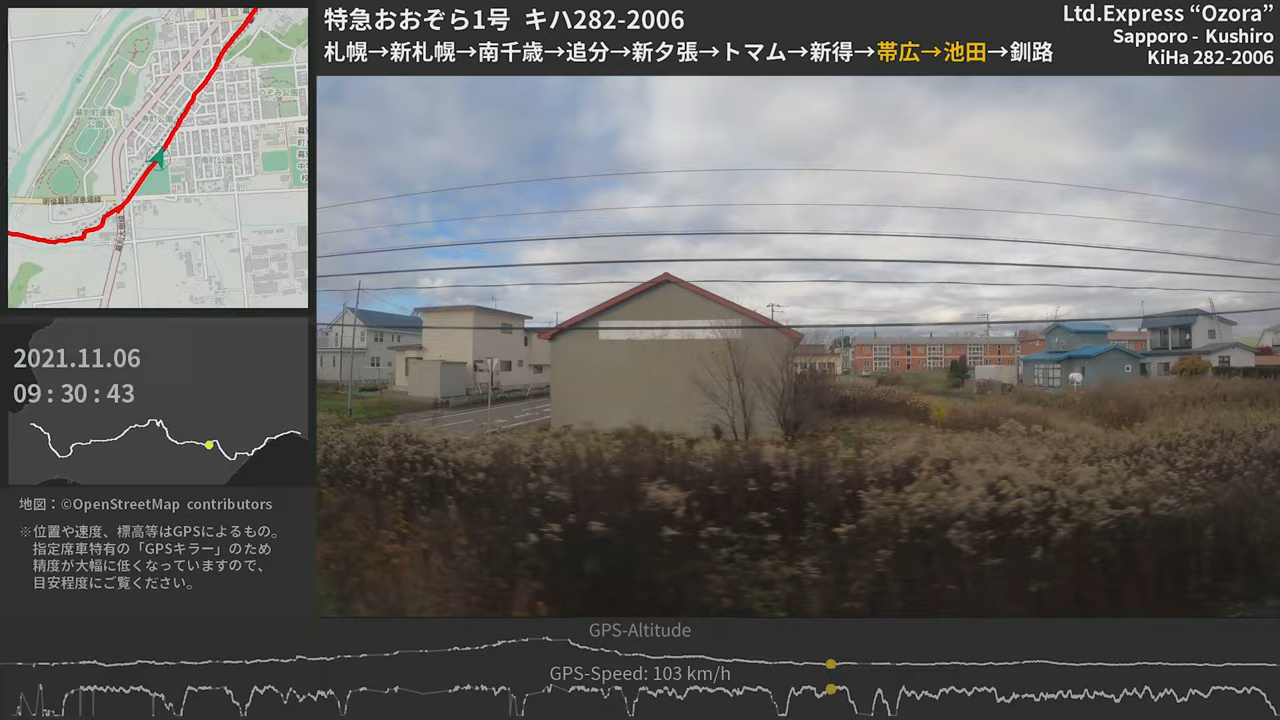 特急おおぞら1号 キハ282-2006
札幌→新札幌→南千歳→追分→新夕張→トマム→新得→帯広→池田→釧路
Ltd.Express “Ozora”
Sapporo - Kushiro
KiHa 282-2006
2021.11.06
09 : 30 : 43
地図：©OpenStreetMap contributors
※位置や速度、標高等はGPSによるもの。
指定席車特有の「GPSキラー」のため
精度が大幅に低くなっていますので、
目安程度にご覧ください。
GPS-Altitude
GPS-Speed: 103 km/h